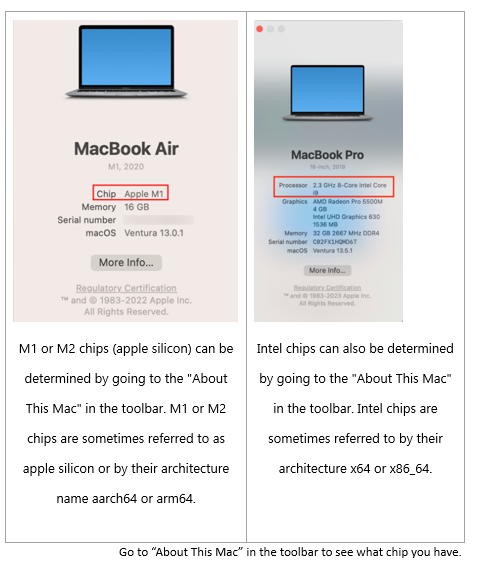 MacBook Air
M1, 2020
Chip Apple M1
Memory 16 GB
Serial number
macOS Ventura 13.0.1
More Info...
Regulatory Certification
™ and © 1983-2022 Apple Inc.
All Rights Reserved.
M1 or M2 chips (apple silicon) can be
determined by going to the "About
This Mac" in the toolbar. M1 or M2
chips are sometimes referred to as
apple silicon or by their architecture
name aarch64 or arm64.
MacBook Pro
16-inch, 2019
Processor 2.3 GHz 8-Core Intel Core
i9
Graphics AMD Radeon Pro 5500M
4 GB
Intel UHD Graphics 630
1536 MB
Memory 32 GB 2667 MHz DDR4
Serial number
macOS Ventura 13.5.1
More Info...
Regulatory Certification
™ and © 1983-2023 Apple Inc.
All Rights Reserved.
Intel chips can also be determined
by going to the "About This Mac"
in the toolbar. Intel chips are
sometimes referred to by their
architecture x64 or x86_64.
Go to “About This Mac” in the toolbar to see what chip you have.